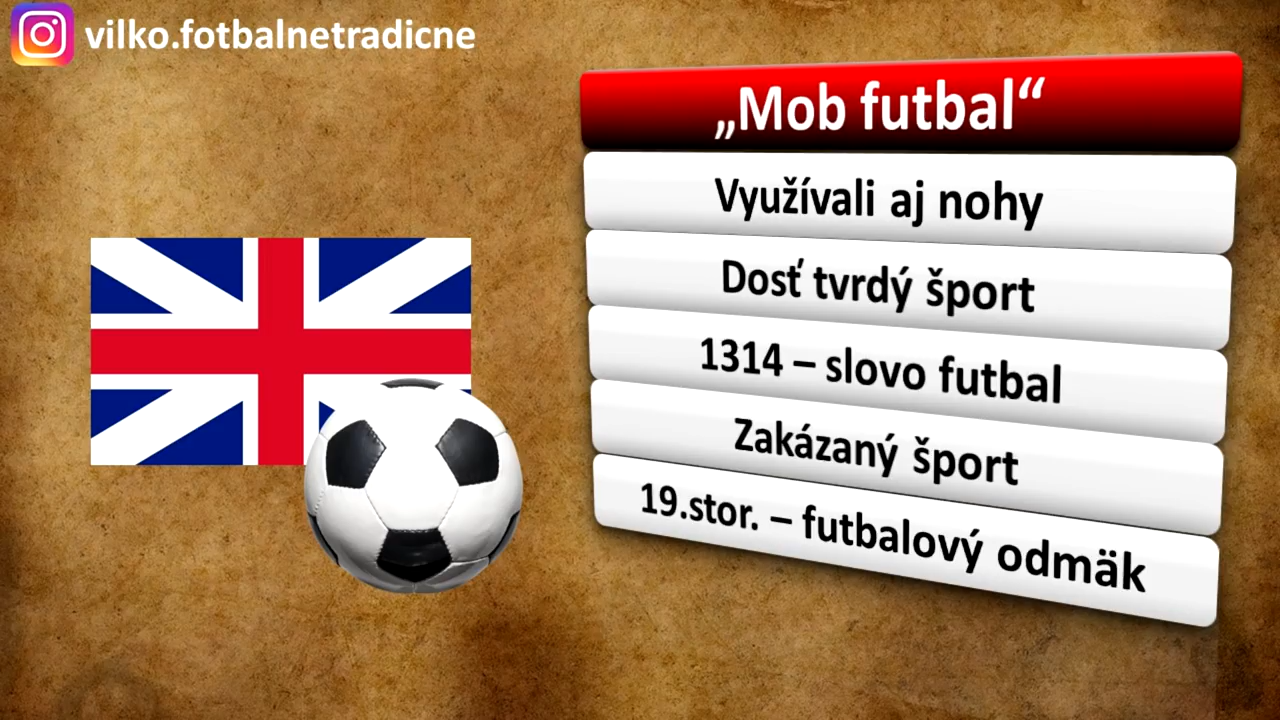 vilko.fotbalnetradicne
„Mob futbal“
Využívali aj nohy
Dosť tvrdý šport
1314 – slovo futbal
Zakázaný šport
19.stor. – futbalový odmäk